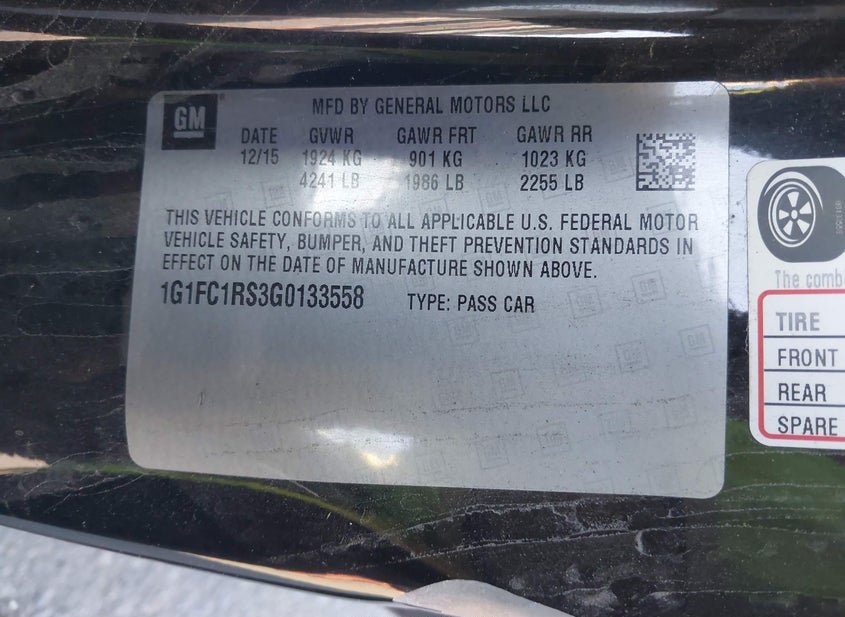 GM
MFD BY GENERAL MOTORS LLC
DATE GVWR GAWR FRT GAWR RR
12/15 1924 KG 901 KG 1023 KG
4241 LB 1986 LB 2255 LB
THIS VEHICLE CONFORMS TO ALL APPLICABLE U.S. FEDERAL MOTOR
VEHICLE SAFETY, BUMPER, AND THEFT PREVENTION STANDARDS IN
EFFECT ON THE DATE OF MANUFACTURE SHOWN ABOVE.
1G1FC1RS3G0133558 TYPE: PASS CAR
The comb
TIRE
FRONT
REAR
SPARE